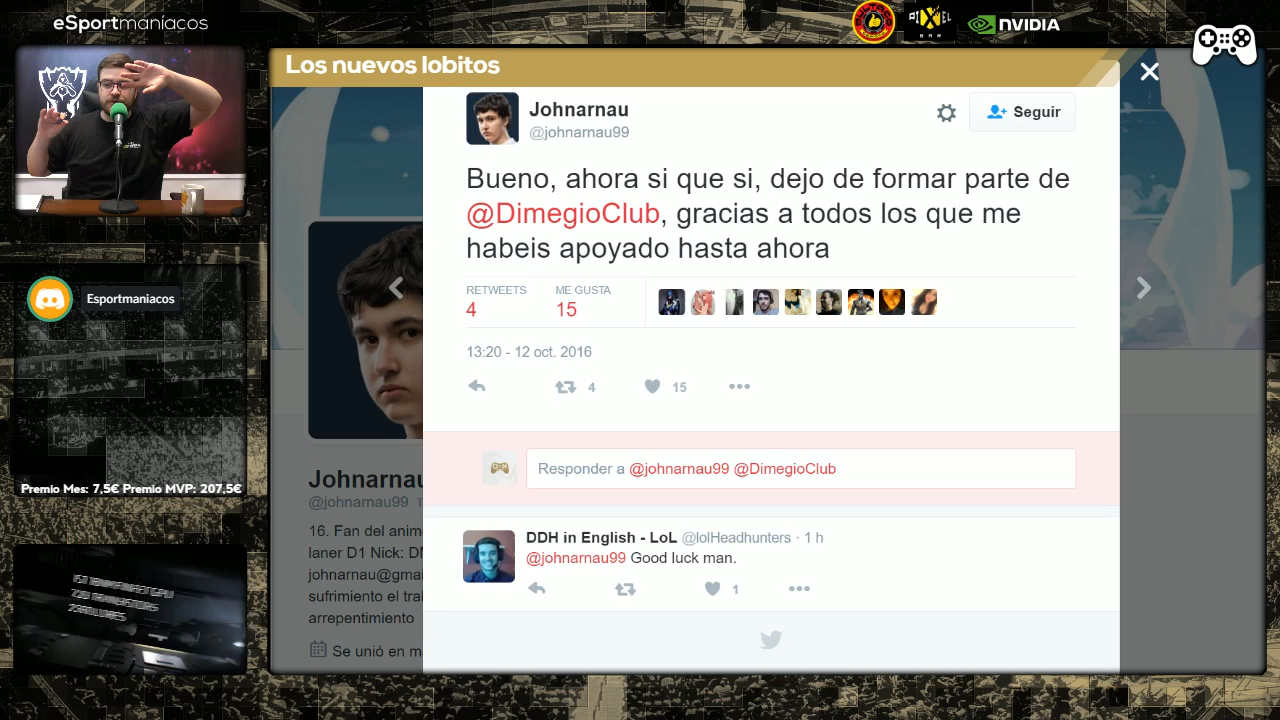 eSportmaníacos
PIXEL
BAR
NVIDIA
Los nuevos lobitos
Johnarnau
@johnarnau99
Seguir
Bueno, ahora si que si, dejo de formar parte de
@DimegioClub, gracias a todos los que me
habeis apoyado hasta ahora
RETWEETS
ME GUSTA
4
15
13:20 - 12 oct. 2016
4
15
Responder a @johnarnau99 @DimegioClub
DDH in English - LoL @lolHeadhunters · 1 h
@johnarnau99 Good luck man.
1
Esportmaniacos
Premio Mes: 7,5€ Premio MVP: 207,5€
Johnarnau
@johnarnau99
16. Fan del anim
laner D1 Nick: D
johnarnau@gmai
sufrimiento el tra
arrepentimiento
Se unió en m